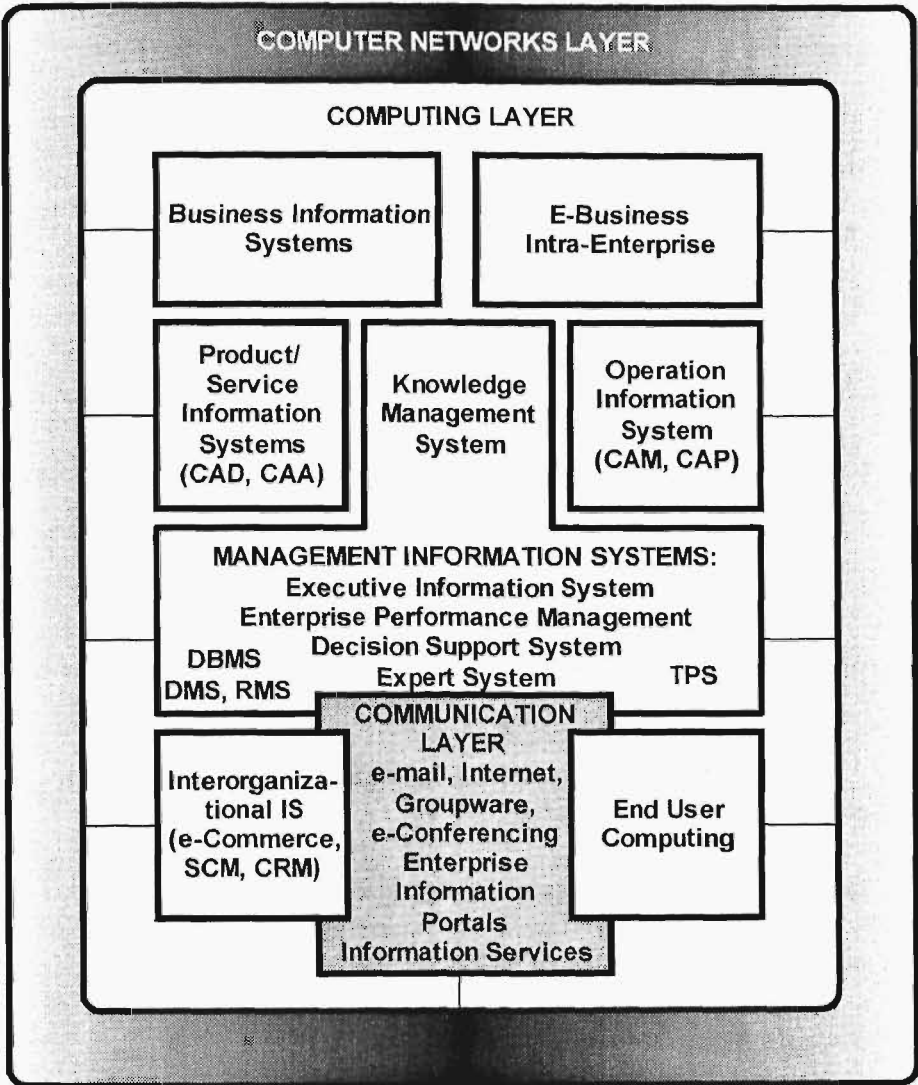 COMPUTER NETWORKS LAYER
COMPUTING LAYER
Business Information
Systems
E-Business
Intra-Enterprise
Product/
Service
Information
Systems
(CAD, CAA)
Knowledge
Management
System
Operation
Information
System
(CAM, CAP)
MANAGEMENT INFORMATION SYSTEMS:
Executive Information System
Enterprise Performance Management
Decision Support System
Expert System
DBMS
DMS, RMS
TPS
COMMUNICATION
LAYER
e-mail, Internet,
Groupware,
e-Conferencing
Enterprise
Information
Portals
Information Services
Interorganiza-
tional IS
(e-Commerce,
SCM, CRM)
End User
Computing